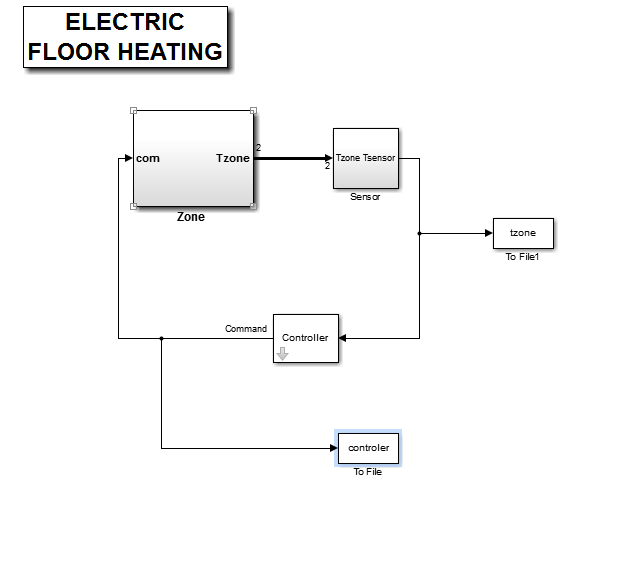 ELECTRIC
FLOOR HEATING
com
Tzone
2
2
Tzone Tsensor
Zone
Sensor
tzone
To File1
Command
Controller
controler
To File